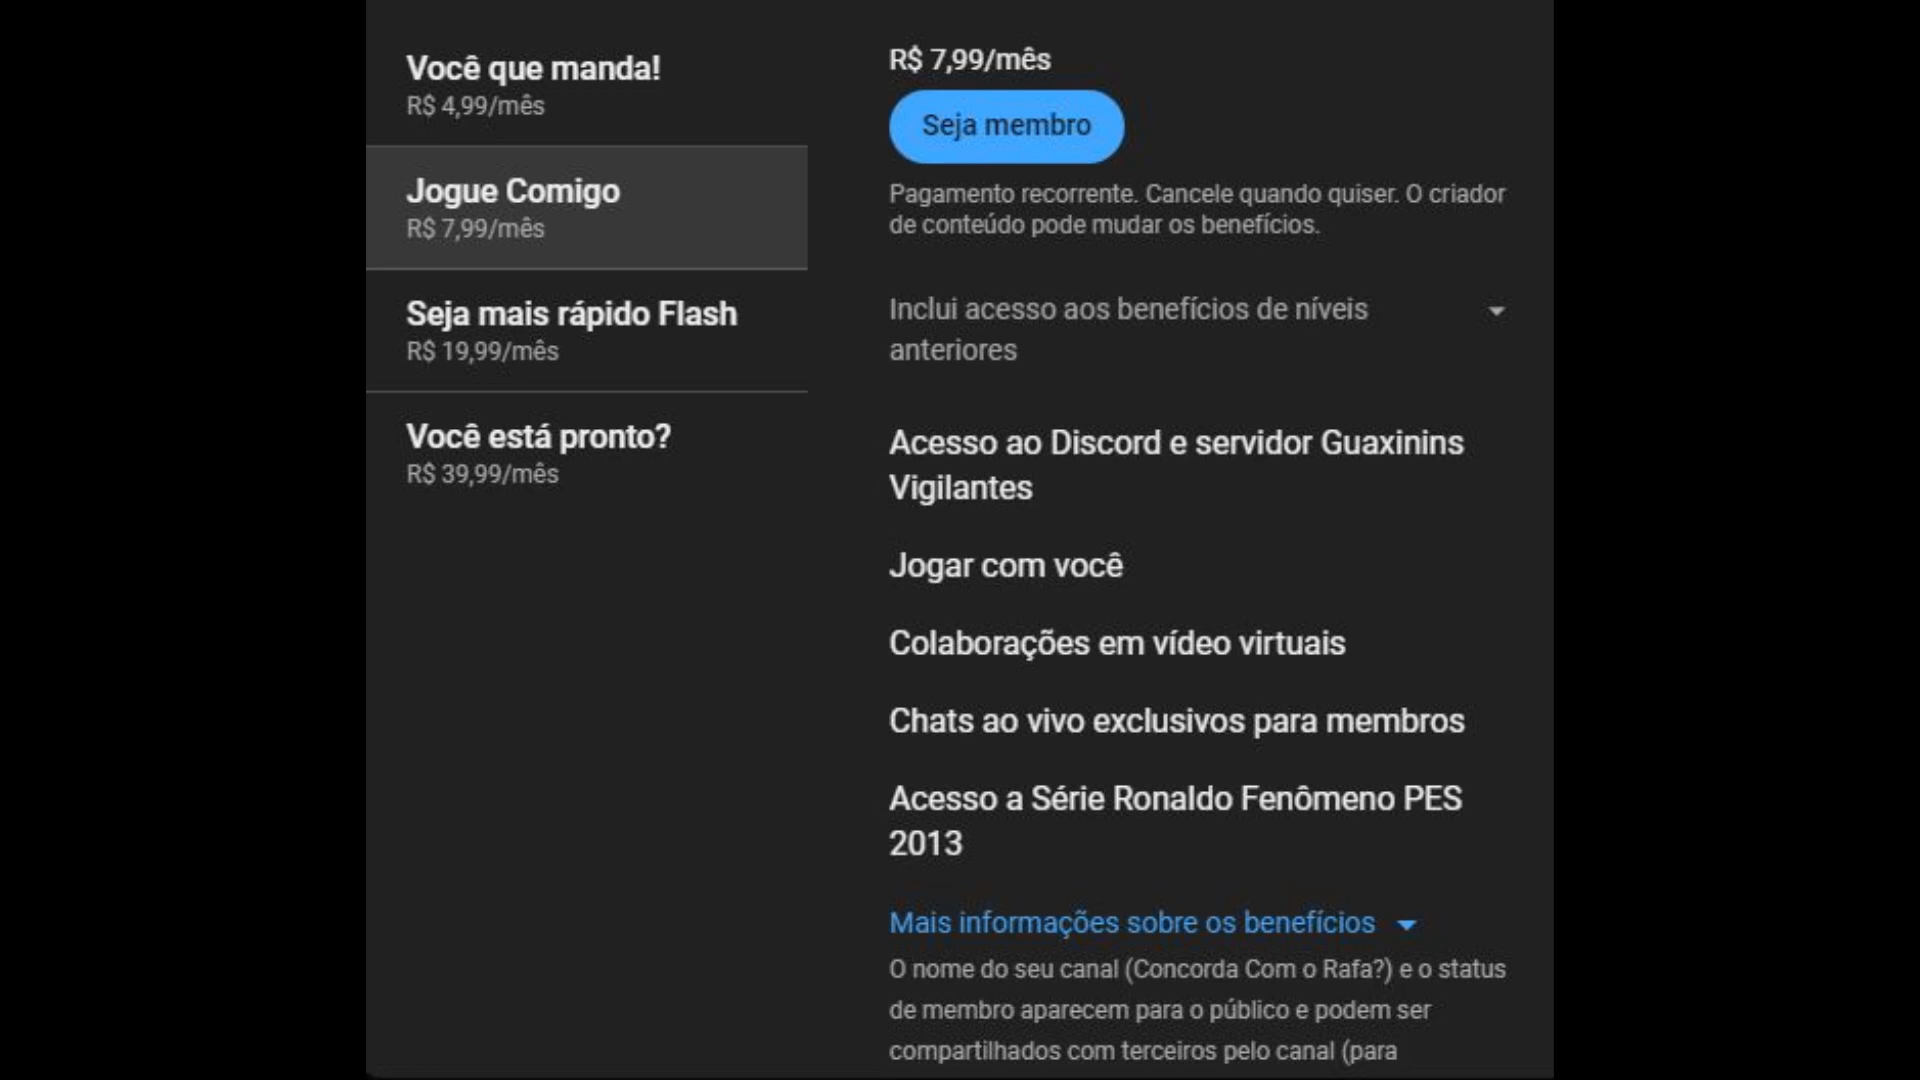 Você que manda!
R$ 4,99/mês
Jogue Comigo
R$ 7,99/mês
Seja mais rápido Flash
R$ 19,99/mês
Você está pronto?
R$ 39,99/mês
R$ 7,99/mês
Seja membro
Pagamento recorrente. Cancele quando quiser. O criador
de conteúdo pode mudar os benefícios.
Inclui acesso aos benefícios de níveis
anteriores
Acesso ao Discord e servidor Guaxinins
Vigilantes
Jogar com você
Colaborações em vídeo virtuais
Chats ao vivo exclusivos para membros
Acesso a Série Ronaldo Fenômeno PES
2013
Mais informações sobre os benefícios
O nome do seu canal (Concorda Com o Rafa?) e o status
de membro aparecem para o público e podem ser
compartilhados com terceiros pelo canal (para